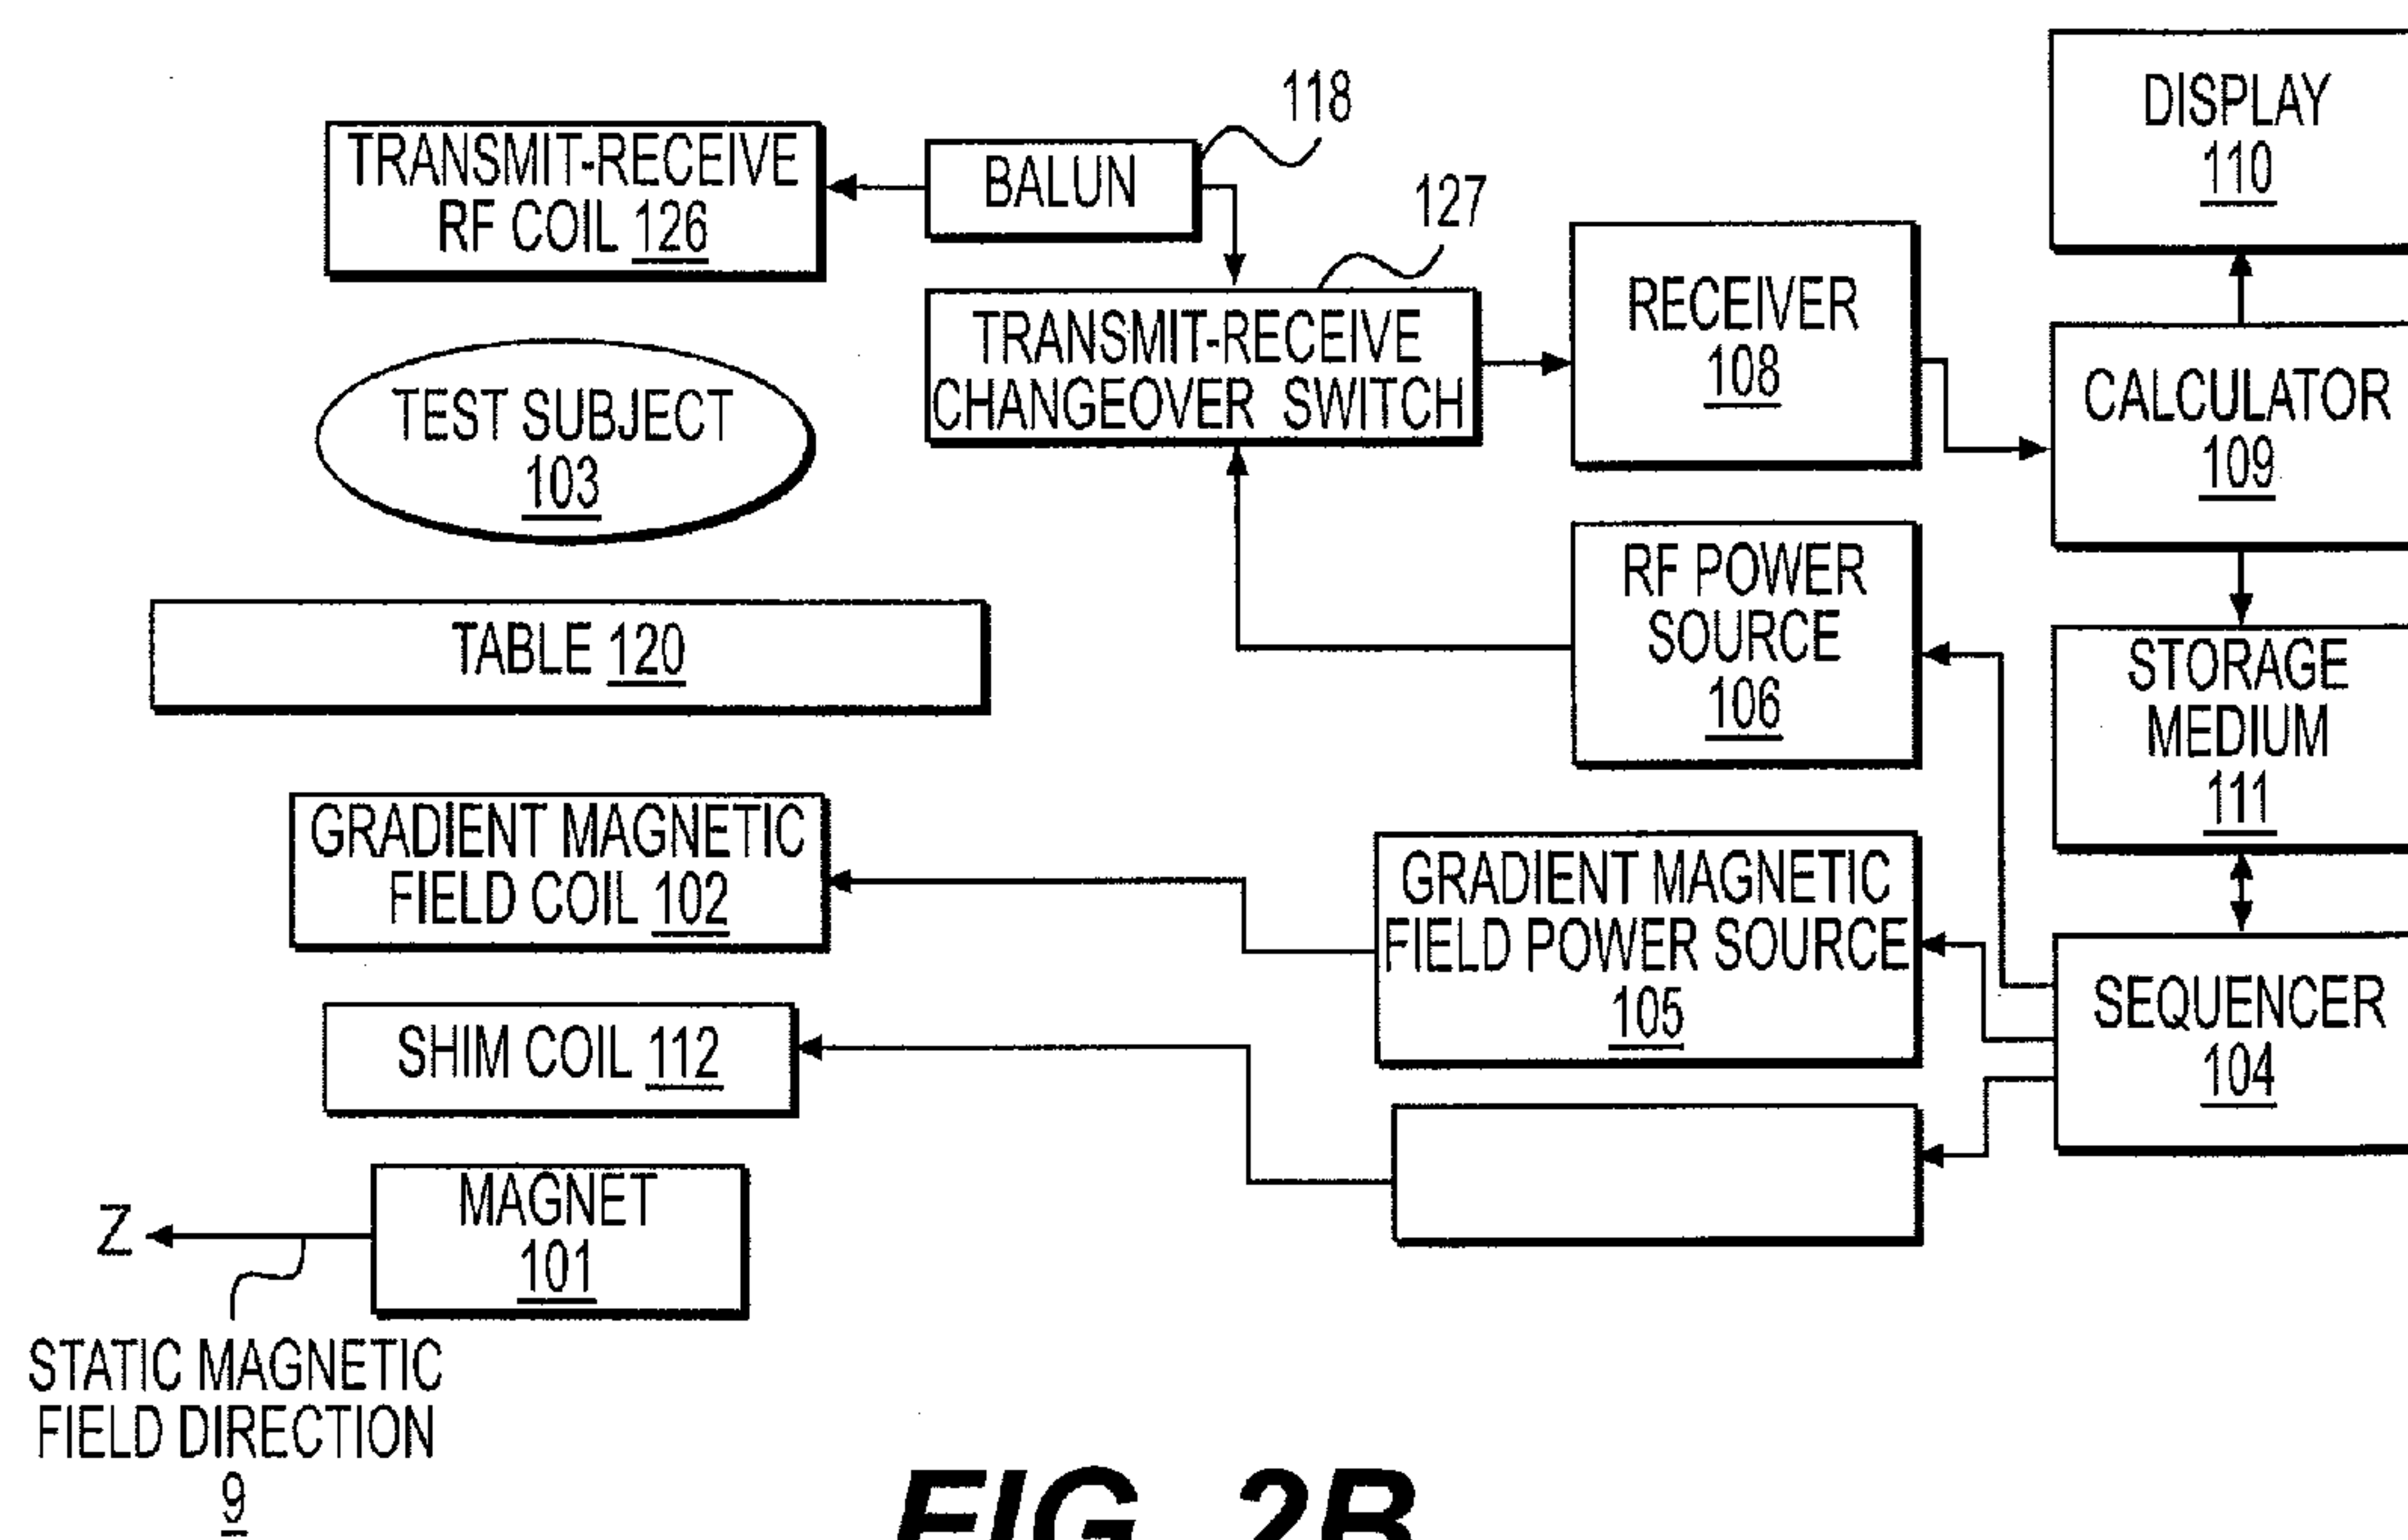 118
DISPLAY
110
TRANSMIT-RECEIVE
RF COIL 126
BALUN
127
TRANSMIT-RECEIVE
CHANGEOVER SWITCH
RECEIVER
108
CALCULATOR
109
TEST SUBJECT
103
RF POWER
SOURCE
106
TABLE 120
STORAGE
MEDIUM
111
GRADIENT MAGNETIC
FIELD COIL 102
GRADIENT MAGNETIC
FIELD POWER SOURCE
105
SEQUENCER
104
SHIM COIL 112
MAGNET
101
Z
STATIC MAGNETIC
FIELD DIRECTION
9
FIG. 2B